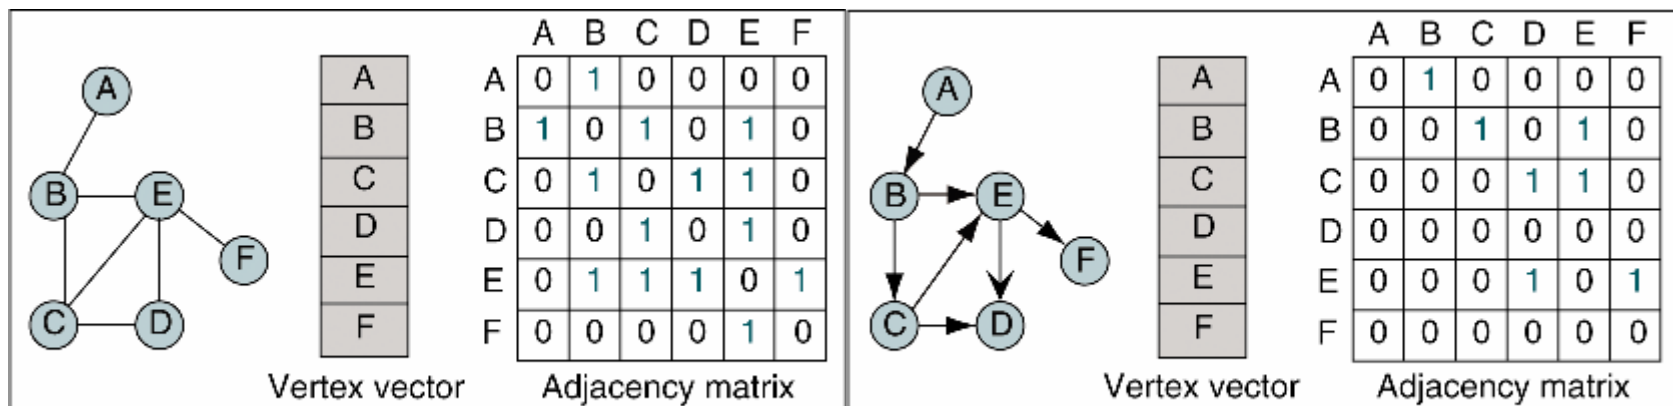 A B C D E F
A 0 1 0 0 0 0
B 1 0 1 0 1 0
C 0 1 0 1 1 0
D 0 0 1 0 1 0
E 0 1 1 1 0 1
F 0 0 0 0 1 0
A
B
C
D
E
F
A
B E
F
C D
Vertex vector
Adjacency matrix
A B C D E F
A 0 1 0 0 0 0
B 0 0 1 0 1 0
C 0 0 0 1 1 0
D 0 0 0 0 0 0
E 0 0 0 1 0 1
F 0 0 0 0 0 0
A
B
C
D
E
F
A
B E
F
C D
Vertex vector
Adjacency matrix